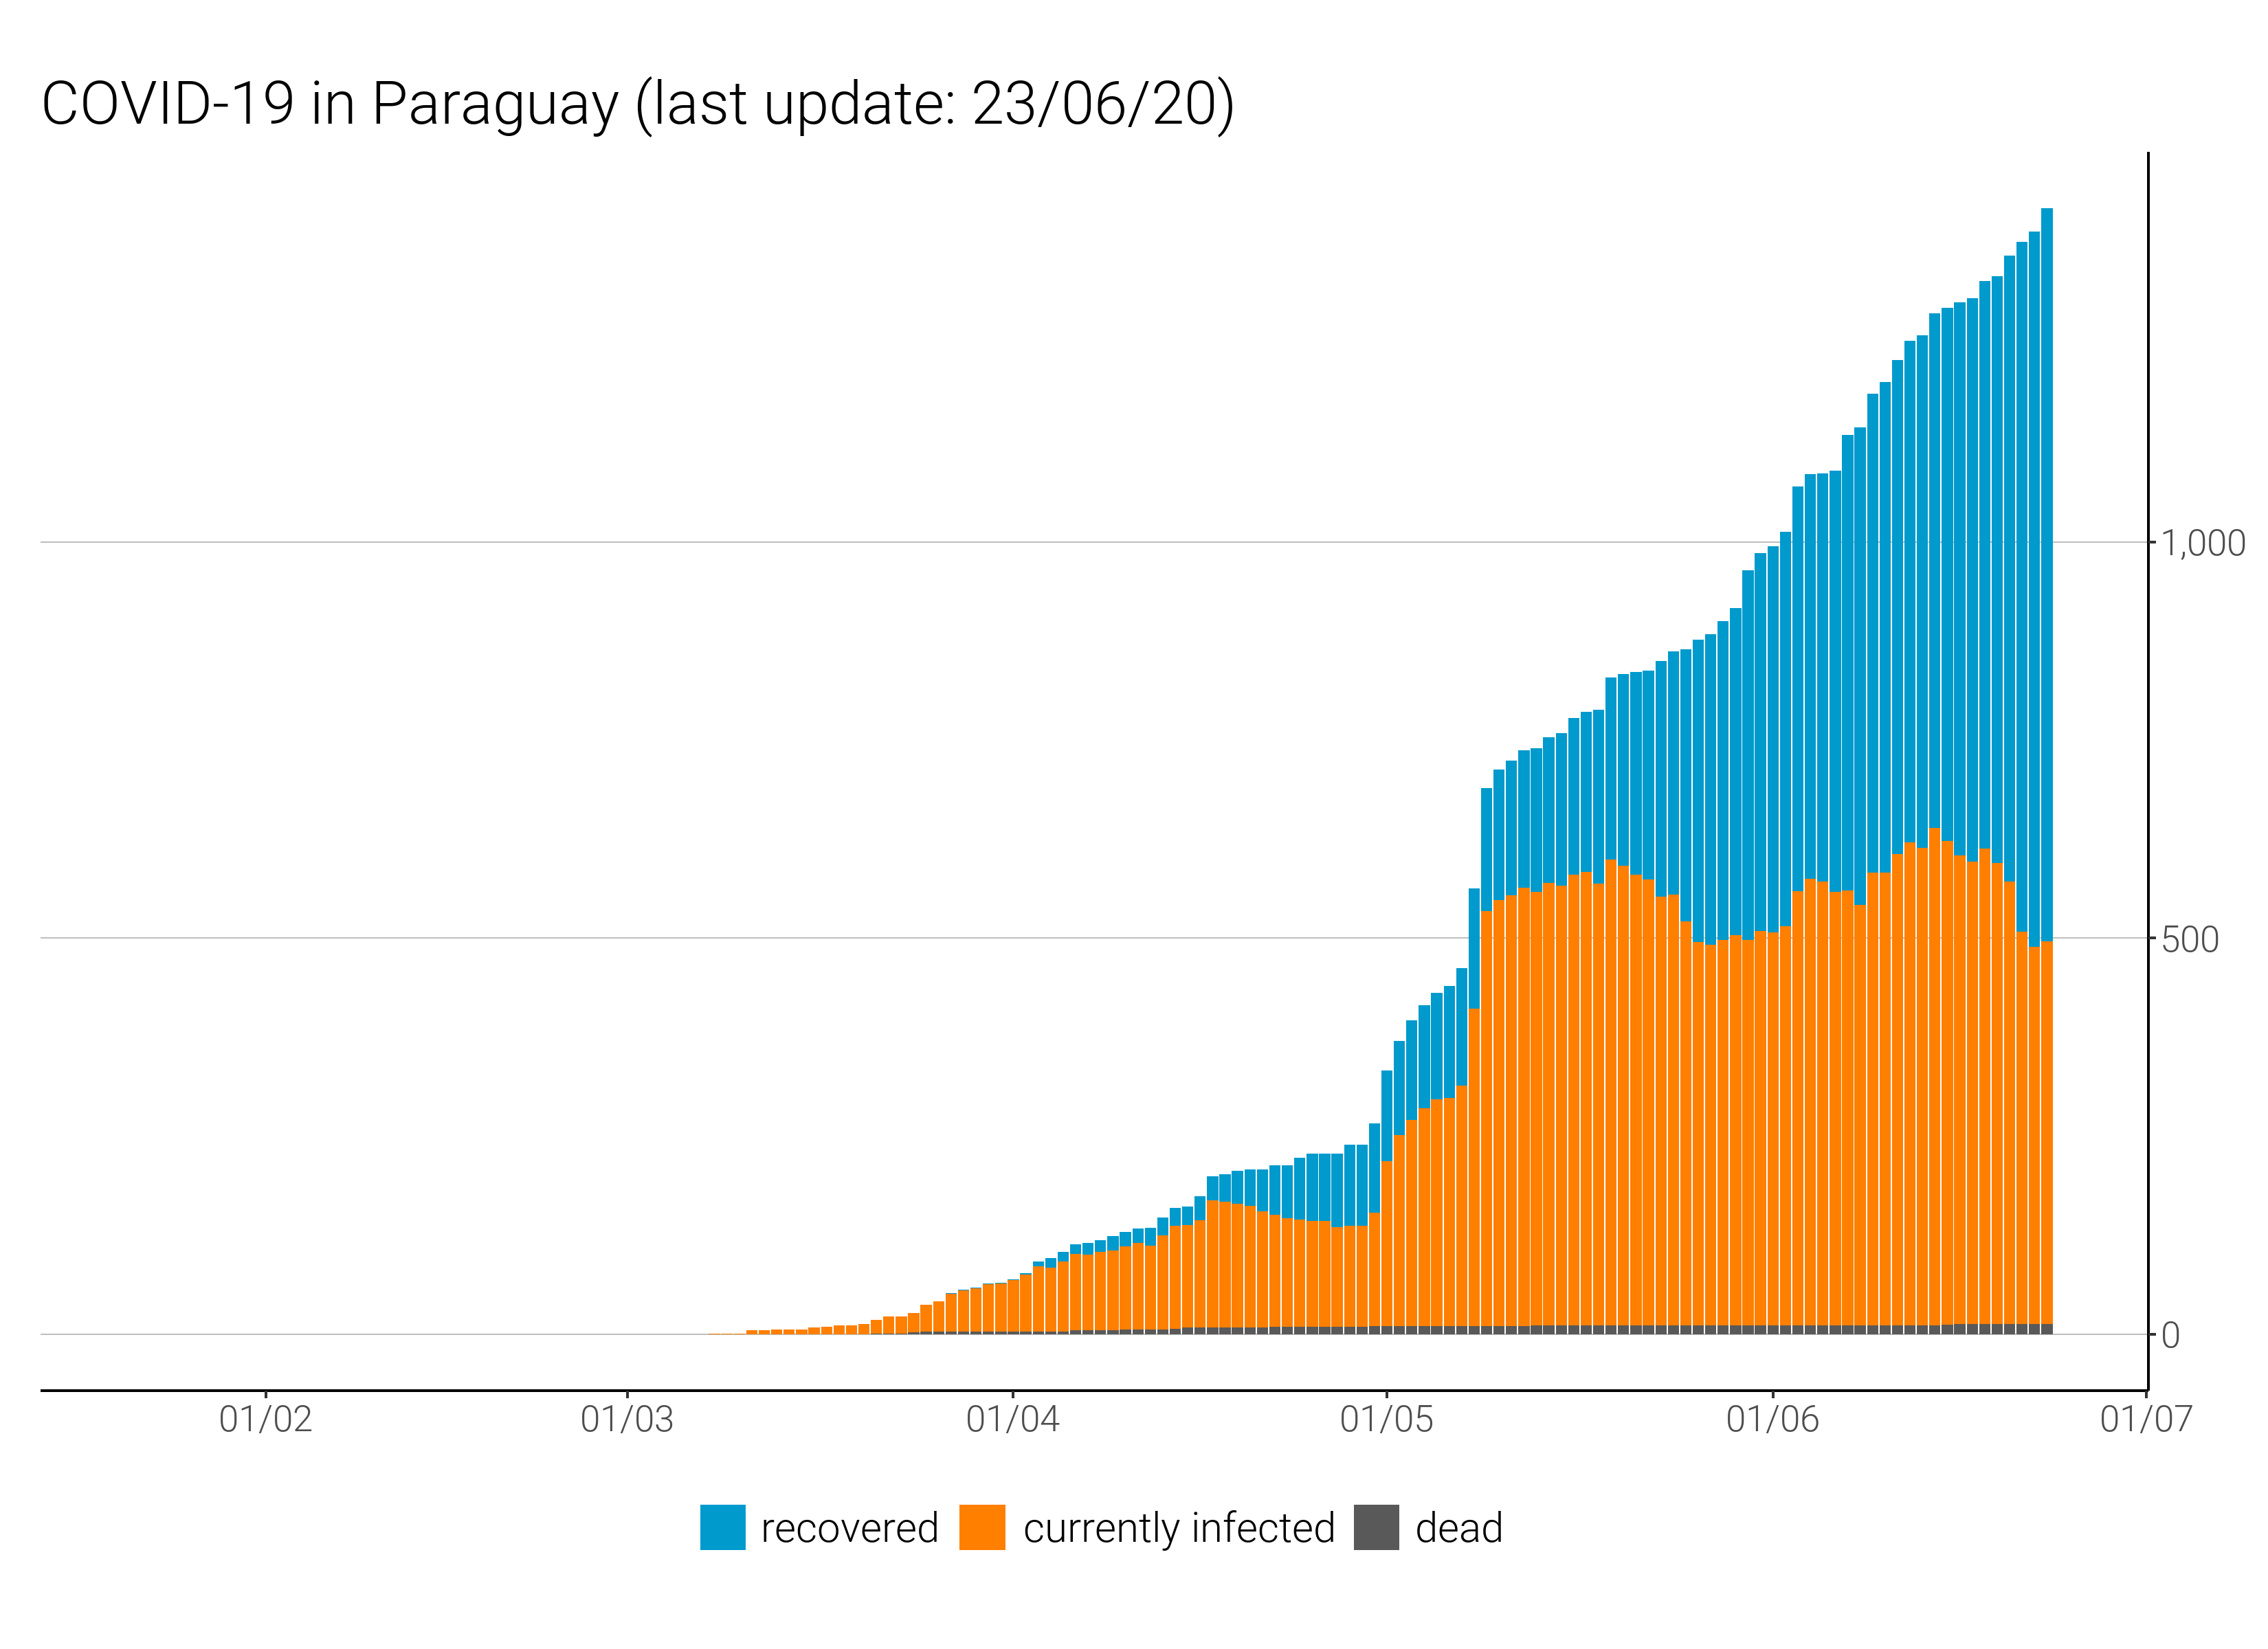 COVID-19 in Paraguay (last update: 23/06/20)
1,000
500
0
01/02 01/03 01/04 01/05 01/06 01/07
recovered currently infected dead